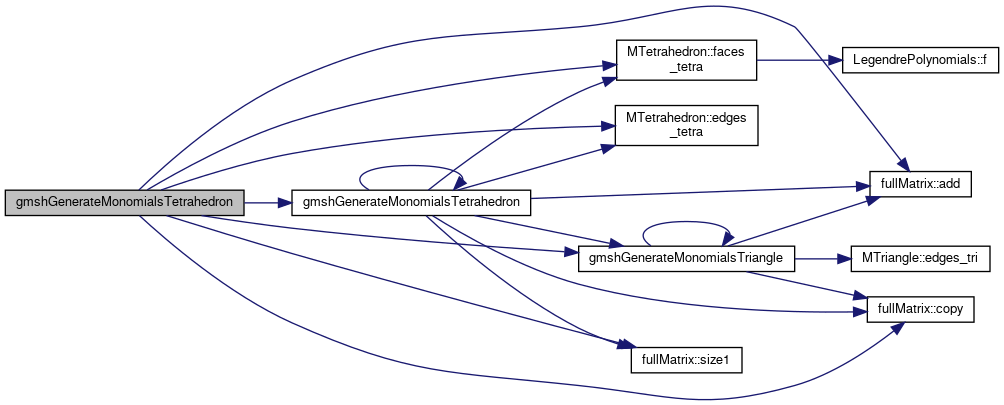 MTetrahedron::faces
_tetra
LegendrePolynomials::f
MTetrahedron::edges
_tetra
fullMatrix::add
gmshGenerateMonomialsTetrahedron
gmshGenerateMonomialsTetrahedron
gmshGenerateMonomialsTriangle
MTriangle::edges_tri
fullMatrix::copy
fullMatrix::size1